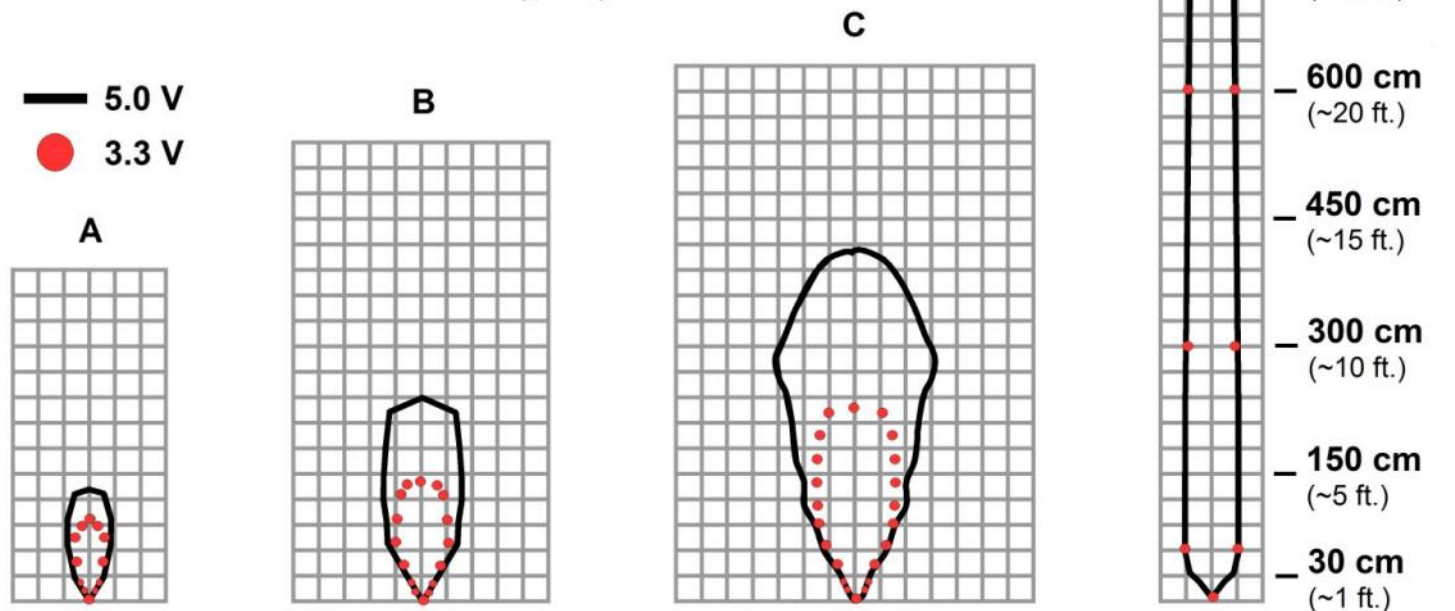 C
5.0 V
3.3 V
B
A
600 cm
(~20 ft.)
450 cm
(~15 ft.)
300 cm
(~10 ft.)
150 cm
(~5 ft.)
30 cm
(~1 ft.)